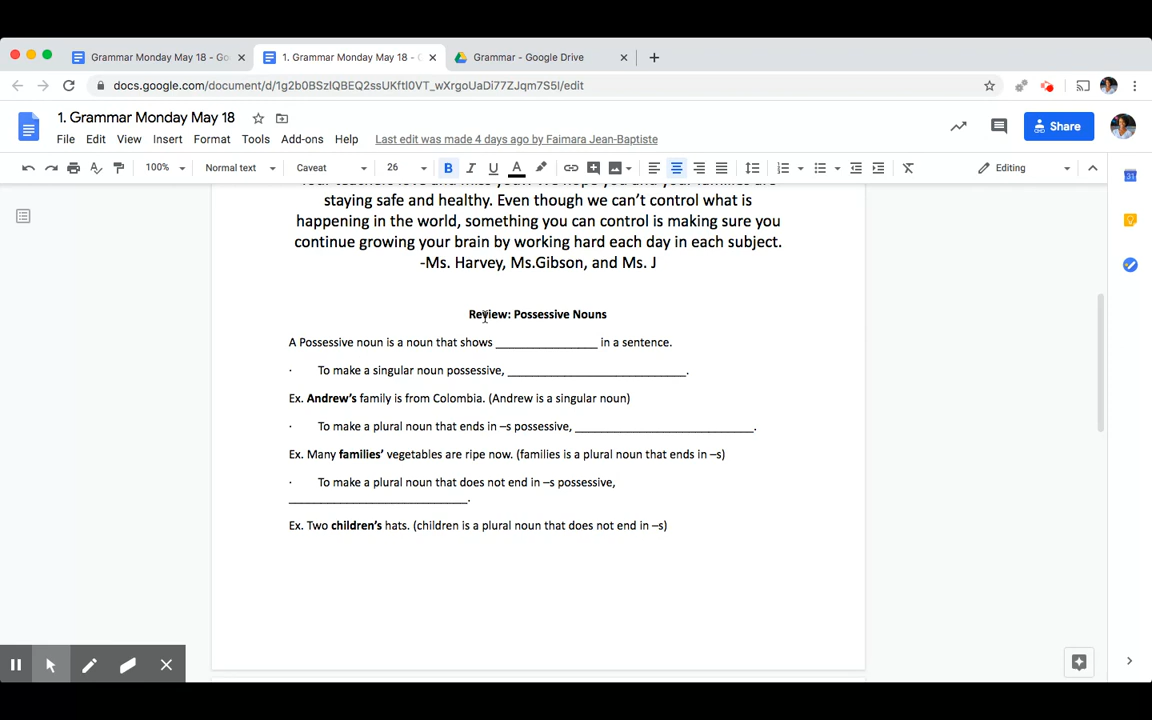 Grammar Monday May 18 - Go
1. Grammar Monday May 18 -
Grammar - Google Drive
docs.google.com/document/d/1g2b0BSzIQBEQ2ssUKftI0VT_wXrgoUaDi77ZJqm7S5I/edit
1. Grammar Monday May 18
File Edit View Insert Format Tools Add-ons Help Last edit was made 4 days ago by Faimara Jean-Baptiste
Share
100% Normal text Caveat 26 B I U A Editing
staying safe and healthy. Even though we can't control what is
happening in the world, something you can control is making sure you
continue growing your brain by working hard each day in each subject.
-Ms. Harvey, Ms.Gibson, and Ms. J
Review: Possessive Nouns
A Possessive noun is a noun that shows _________________ in a sentence.
· To make a singular noun possessive, ______________________________.
Ex. Andrew's family is from Colombia. (Andrew is a singular noun)
· To make a plural noun that ends in –s possessive, ______________________________.
Ex. Many families' vegetables are ripe now. (families is a plural noun that ends in –s)
· To make a plural noun that does not end in –s possessive,
______________________________.
Ex. Two children's hats. (children is a plural noun that does not end in –s)